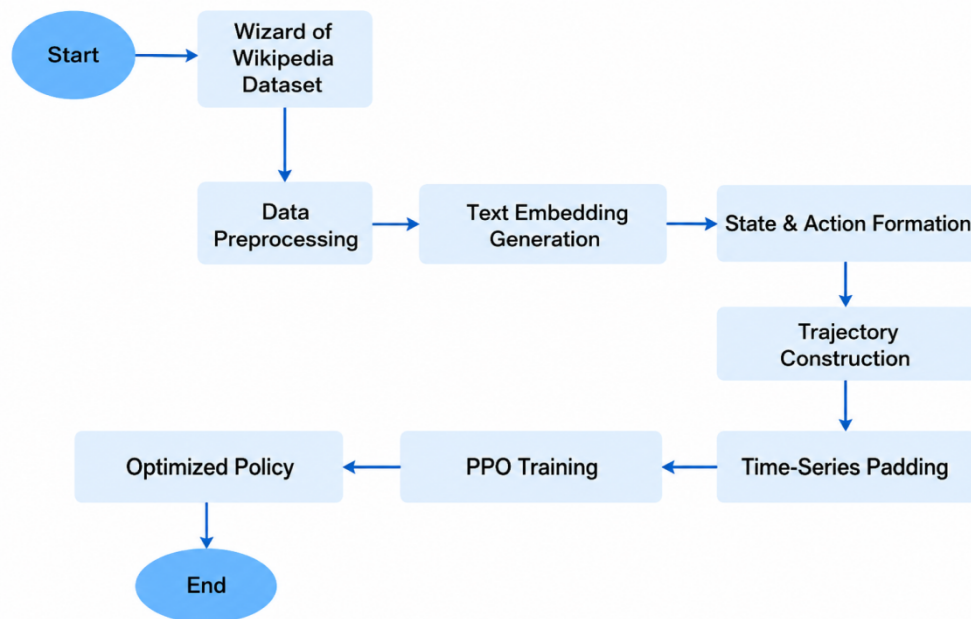 Start
Wizard of
Wikipedia
Dataset
Data
Preprocessing
Text Embedding
Generation
State & Action Formation
Trajectory
Construction
Time-Series Padding
PPO Training
Optimized Policy
End